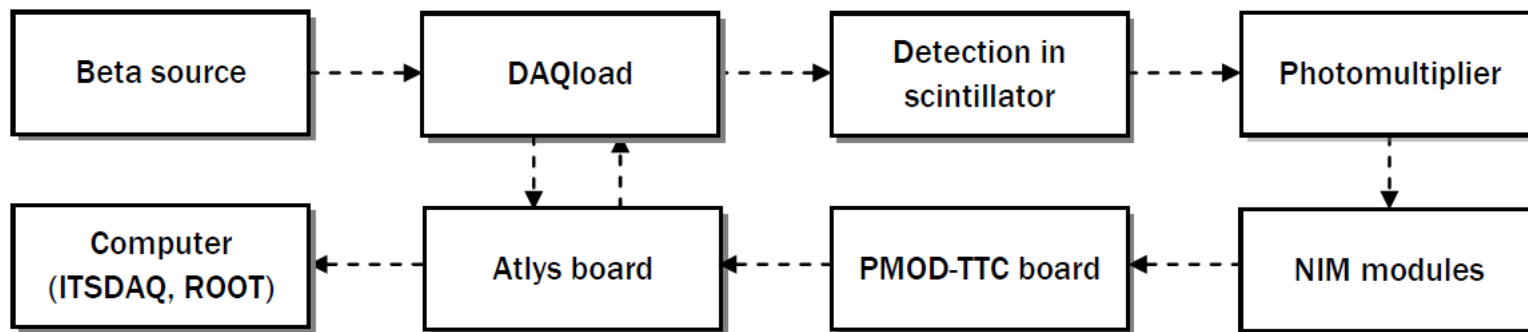 Beta source
DAQload
Detection in
scintillator
Photomultiplier
Computer
(ITSDAQ, ROOT)
Atlys board
PMOD-TTC board
NIM modules